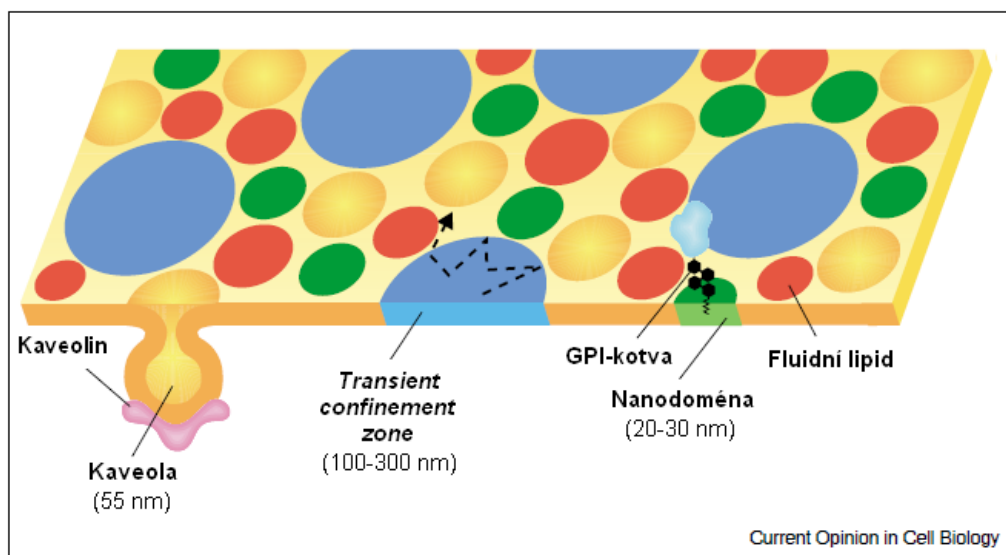 Kaveolin
Kaveola
(55 nm)
Transient
confinement
zone
(100-300 nm)
GPI-kotva
Nanodoména
(20-30 nm)
Fluidní lipid
Current Opinion in Cell Biology